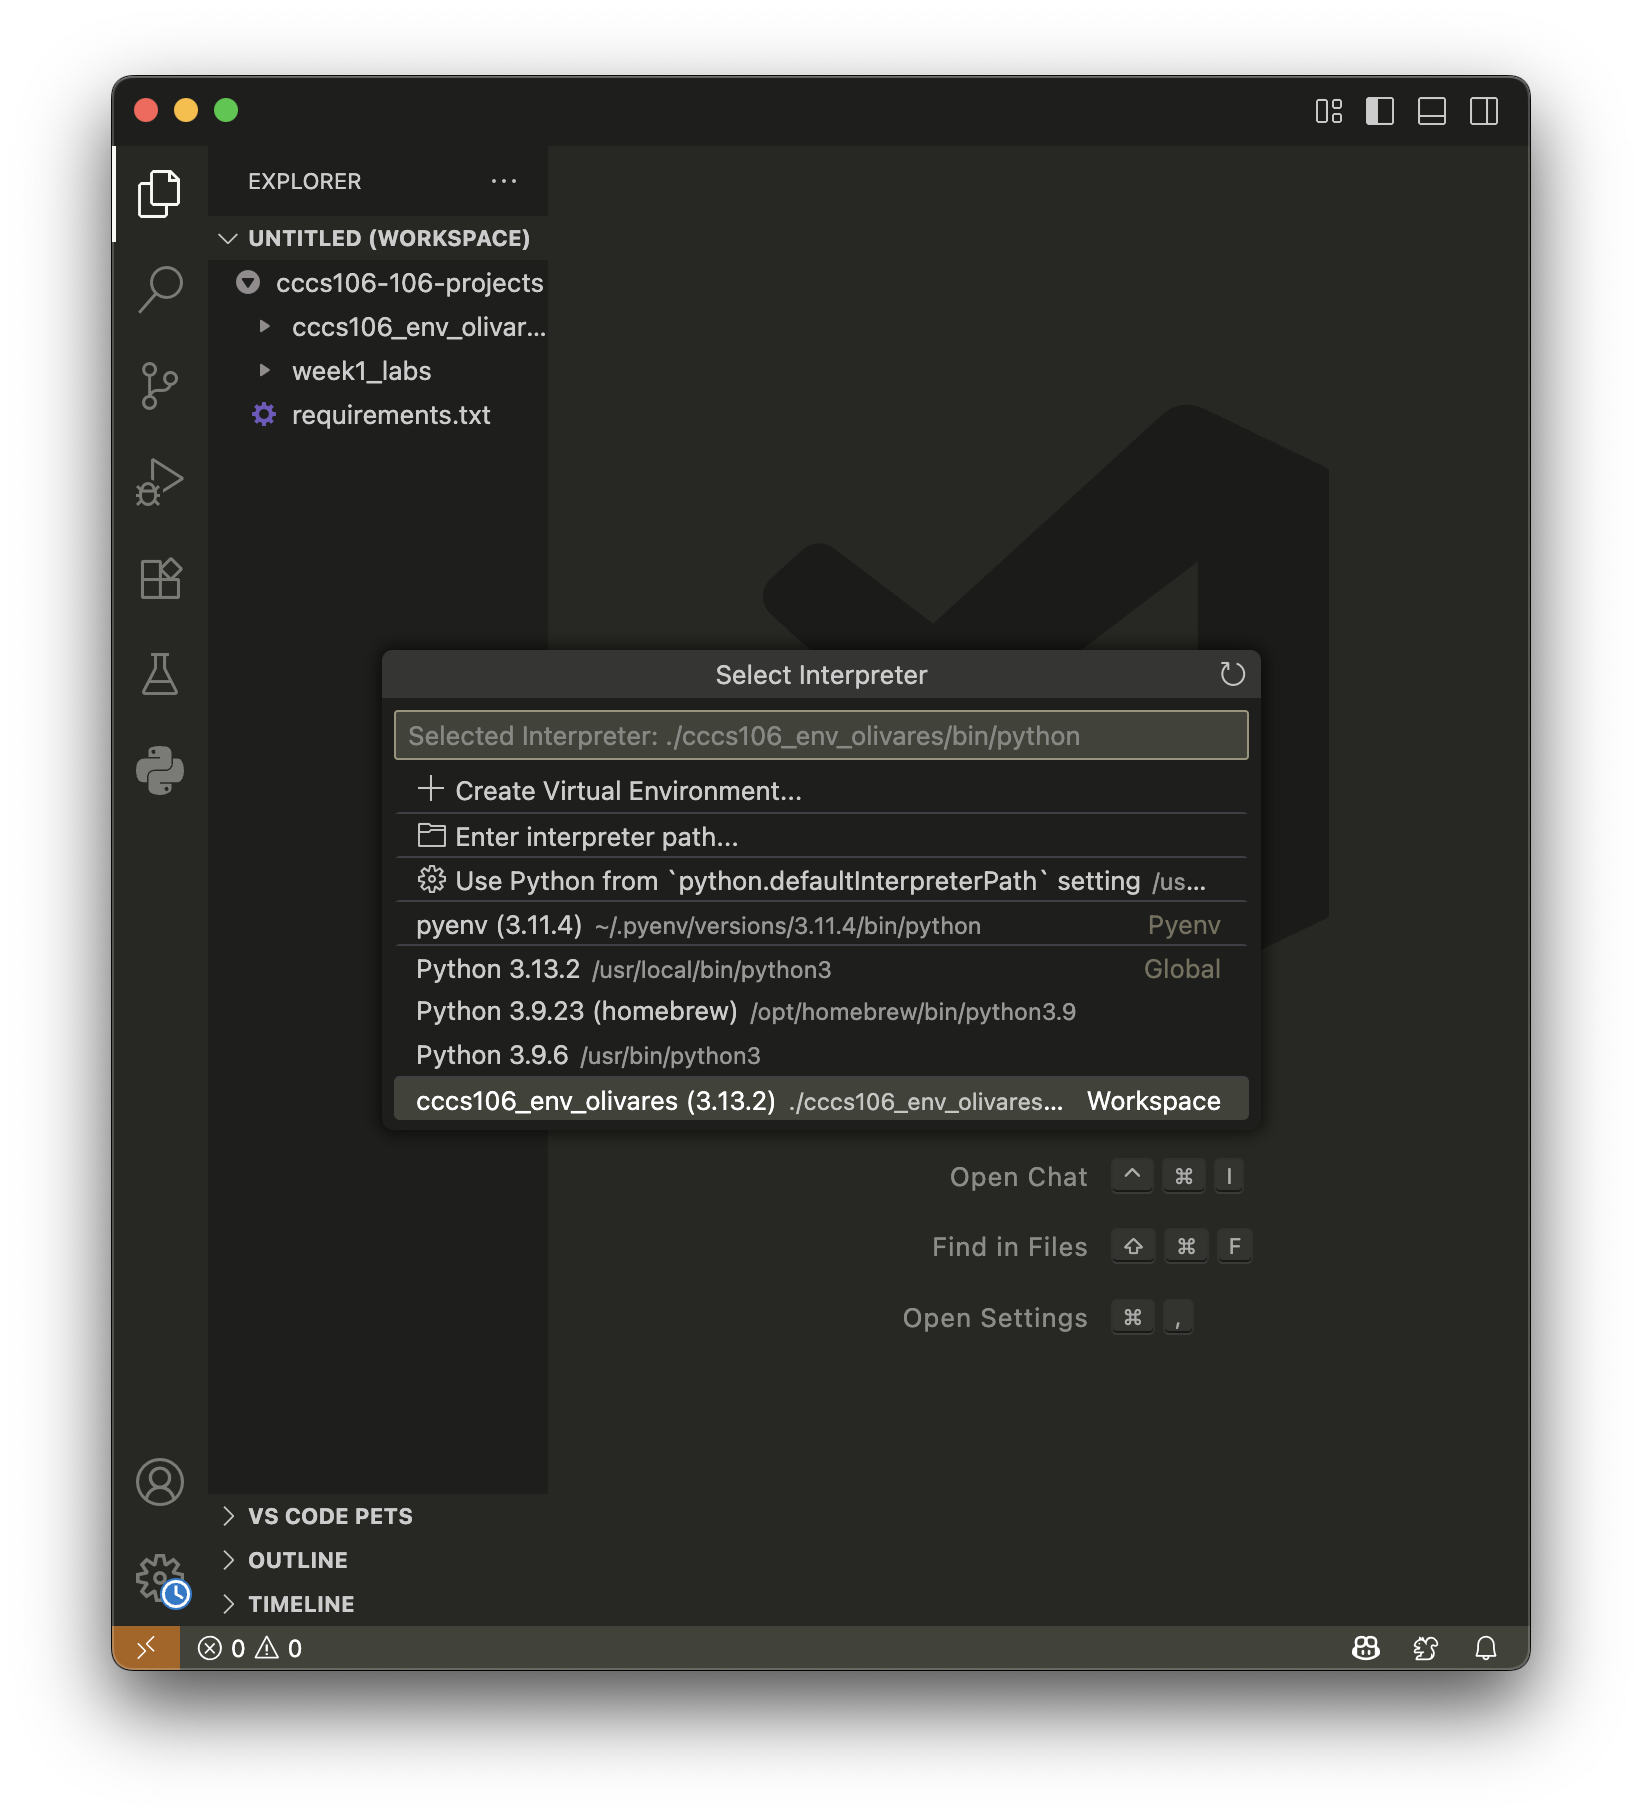 EXPLORER
UNTITLED (WORKSPACE)
cccs106-106-projects
cccs106_env_olivar...
week1_labs
requirements.txt
Select Interpreter
Selected Interpreter: ./cccs106_env_olivares/bin/python
Create Virtual Environment...
Enter interpreter path...
Use Python from `python.defaultInterpreterPath` setting /us...
pyenv (3.11.4) ~/.pyenv/versions/3.11.4/bin/python Pyenv
Python 3.13.2 /usr/local/bin/python3 Global
Python 3.9.23 (homebrew) /opt/homebrew/bin/python3.9
Python 3.9.6 /usr/bin/python3
cccs106_env_olivares (3.13.2) ./cccs106_env_olivares... Workspace
Open Chat ^ ⌘ I
Find in Files ⇧ ⌘ F
Open Settings ⌘ ,
VS CODE PETS
OUTLINE
TIMELINE
0 0